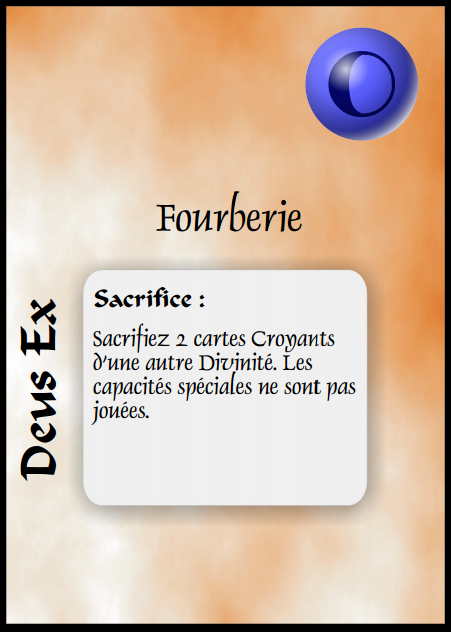 Fourberie
Deus Ex
Sacrifice :
Sacrifiez 2 cartes Croyants
d'une autre Divinité. Les
capacités spéciales ne sont pas
jouées.